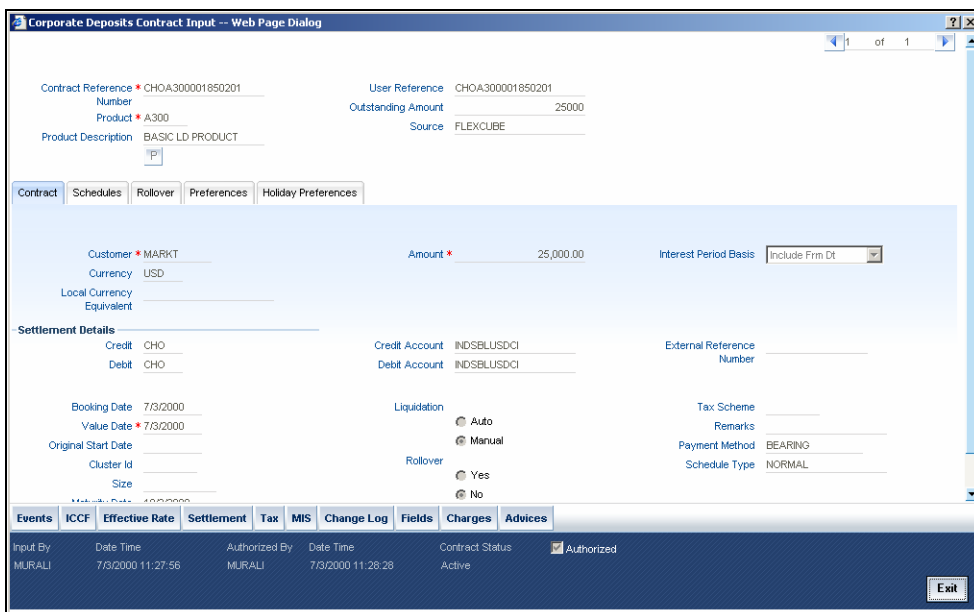 Corporate Deposits Contract Input -- Web Page Dialog
1 of 1
Contract Reference * CHOA300001850201 User Reference CHOA300001850201
Number
Outstanding Amount 25000
Product * A300
Source FLEXCUBE
Product Description BASIC LD PRODUCT
P
Contract Schedules Rollover Preferences Holiday Preferences
Customer * MARKT Amount * 25,000.00 Interest Period Basis Include Frm Dt
Currency USD
Local Currency
Equivalent
Settlement Details
Credit CHO Credit Account INDSBLUSDCI External Reference
Number
Debit CHO Debit Account INDSBLUSDCI
Booking Date 7/3/2000 Liquidation Tax Scheme
Auto
Value Date * 7/3/2000 Remarks
Manual
Original Start Date Payment Method BEARING
Cluster Id Rollover Schedule Type NORMAL
Yes
Size
No
Maturity Date
Events ICCF Effective Rate Settlement Tax MIS Change Log Fields Charges Advices
Input By Date Time Authorized By Date Time Contract Status Authorized
MURALI 7/3/2000 11:27:56 MURALI 7/3/2000 11:28:28 Active
Exit